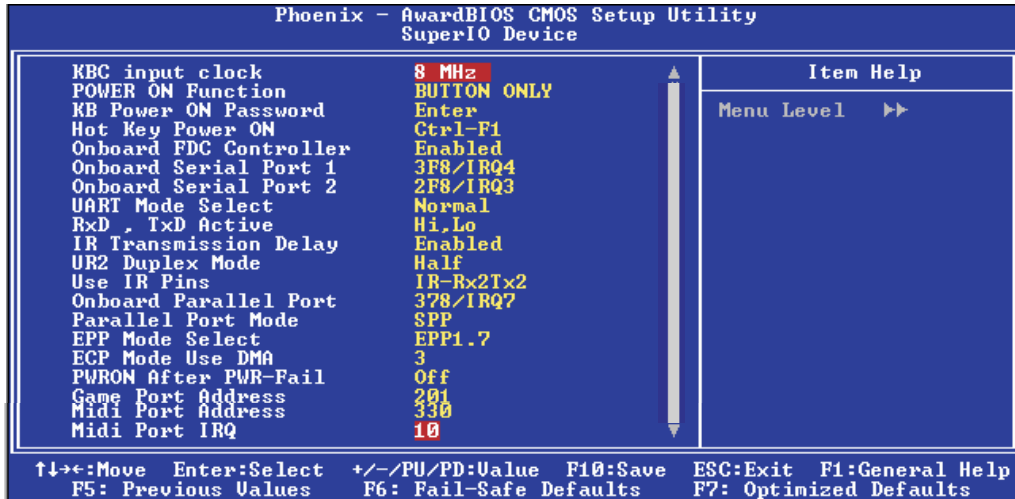 Phoenix - AwardBIOS CMOS Setup Utility
SuperIO Device
KBC input clock 8 MHz
POWER ON Function BUTTON ONLY
KB Power ON Password Enter
Hot Key Power ON Ctrl-F1
Onboard FDC Controller Enabled
Onboard Serial Port 1 3F8/IRQ4
Onboard Serial Port 2 2F8/IRQ3
UART Mode Select Normal
RxD , TxD Active Hi,Lo
IR Transmission Delay Enabled
UR2 Duplex Mode Half
Use IR Pins IR-Rx2Tx2
Onboard Parallel Port 378/IRQ7
Parallel Port Mode SPP
EPP Mode Select EPP1.7
ECP Mode Use DMA 3
PWRON After PWR-Fail Off
Game Port Address 201
Midi Port Address 330
Midi Port IRQ 10
Item Help
Menu Level ►►
↑↓→←:Move Enter:Select +/-/PU/PD:Value F10:Save ESC:Exit F1:General Help
F5: Previous Values F6: Fail-Safe Defaults F7: Optimized Defaults